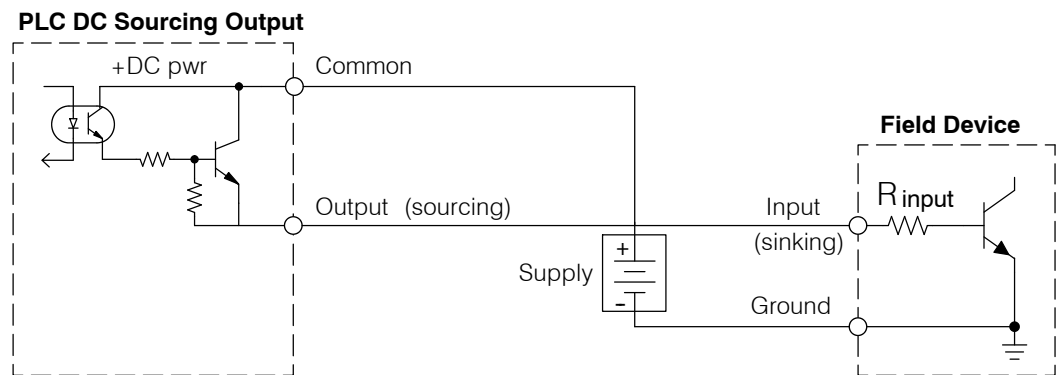 PLC DC Sourcing Output
+DC pwr
Common
Field Device
Output (sourcing)
Input
(sinking)
R input
Supply
+
-
Ground